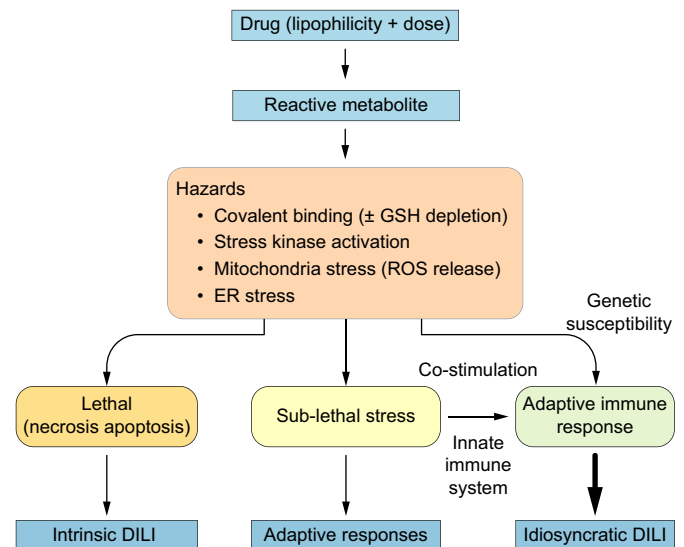 Drug (lipophilicity + dose)
Reactive metabolite
Hazards
• Covalent binding (± GSH depletion)
• Stress kinase activation
• Mitochondria stress (ROS release)
• ER stress
Genetic
susceptibility
Co-stimulation
Lethal
(necrosis apoptosis)
Sub-lethal stress
Adaptive immune
response
Innate
immune
system
Intrinsic DILI
Adaptive responses
Idiosyncratic DILI